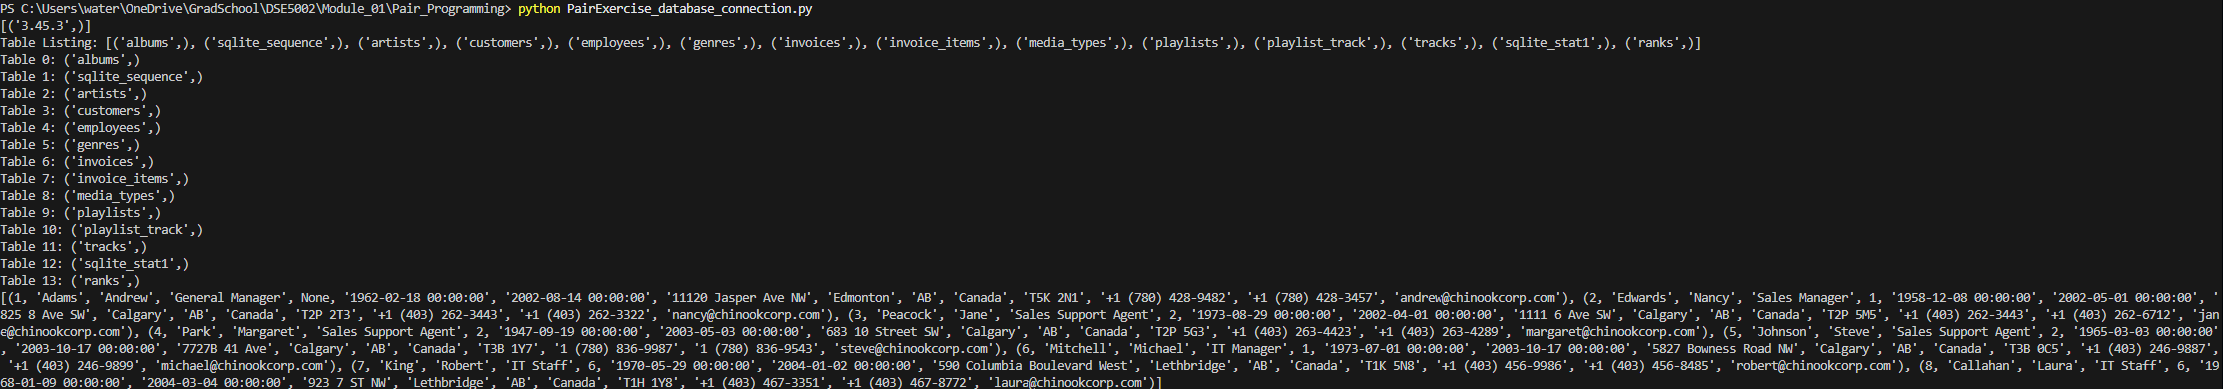 PS C:\Users\water\OneDrive\GradSchool\DSE5002\Module_01\Pair_Programming> python PairExercise_database_connection.py
[('3.45.3',)]
Table Listing: [('albums',), ('sqlite_sequence',), ('artists',), ('customers',), ('employees',), ('genres',), ('invoices',), ('invoice_items',), ('media_types',), ('playlists',), ('playlist_track',), ('tracks',), ('sqlite_stat1',), ('ranks',)]
Table 0: ('albums',)
Table 1: ('sqlite_sequence',)
Table 2: ('artists',)
Table 3: ('customers',)
Table 4: ('employees',)
Table 5: ('genres',)
Table 6: ('invoices',)
Table 7: ('invoice_items',)
Table 8: ('media_types',)
Table 9: ('playlists',)
Table 10: ('playlist_track',)
Table 11: ('tracks',)
Table 12: ('sqlite_stat1',)
Table 13: ('ranks',)
[(1, 'Adams', 'Andrew', 'General Manager', None, '1962-02-18 00:00:00', '2002-08-14 00:00:00', '11120 Jasper Ave NW', 'Edmonton', 'AB', 'Canada', 'T5K 2N1', '+1 (780) 428-9482', '+1 (780) 428-3457', 'andrew@chinookcorp.com'), (2, 'Edwards', 'Nancy', 'Sales Manager', 1, '1958-12-08 00:00:00', '2002-05-01 00:00:00', '
825 8 Ave SW', 'Calgary', 'AB', 'Canada', 'T2P 2T3', '+1 (403) 262-3443', '+1 (403) 262-3322', 'nancy@chinookcorp.com'), (3, 'Peacock', 'Jane', 'Sales Support Agent', 2, '1973-08-29 00:00:00', '2002-04-01 00:00:00', '1111 6 Ave SW', 'Calgary', 'AB', 'Canada', 'T2P 5M5', '+1 (403) 262-3443', '+1 (403) 262-6712', 'jan
e@chinookcorp.com'), (4, 'Park', 'Margaret', 'Sales Support Agent', 2, '1947-09-19 00:00:00', '2003-05-03 00:00:00', '683 10 Street SW', 'Calgary', 'AB', 'Canada', 'T2P 5G3', '+1 (403) 263-4423', '+1 (403) 263-4289', 'margaret@chinookcorp.com'), (5, 'Johnson', 'Steve', 'Sales Support Agent', 2, '1965-03-03 00:00:00'
, '2003-10-17 00:00:00', '7727B 41 Ave', 'Calgary', 'AB', 'Canada', 'T3B 1Y7', '1 (780) 836-9987', '1 (780) 836-9543', 'steve@chinookcorp.com'), (6, 'Mitchell', 'Michael', 'IT Manager', 1, '1973-07-01 00:00:00', '2003-10-17 00:00:00', '5827 Bowness Road NW', 'Calgary', 'AB', 'Canada', 'T3B 0C5', '+1 (403) 246-9887',
 '+1 (403) 246-9899', 'michael@chinookcorp.com'), (7, 'King', 'Robert', 'IT Staff', 6, '1970-05-29 00:00:00', '2004-01-02 00:00:00', '590 Columbia Boulevard West', 'Lethbridge', 'AB', 'Canada', 'T1K 5N8', '+1 (403) 456-9986', '+1 (403) 456-8485', 'robert@chinookcorp.com'), (8, 'Callahan', 'Laura', 'IT Staff', 6, '19
68-01-09 00:00:00', '2004-03-04 00:00:00', '923 7 ST NW', 'Lethbridge', 'AB', 'Canada', 'T1H 1Y8', '+1 (403) 467-3351', '+1 (403) 467-8772', 'laura@chinookcorp.com')]